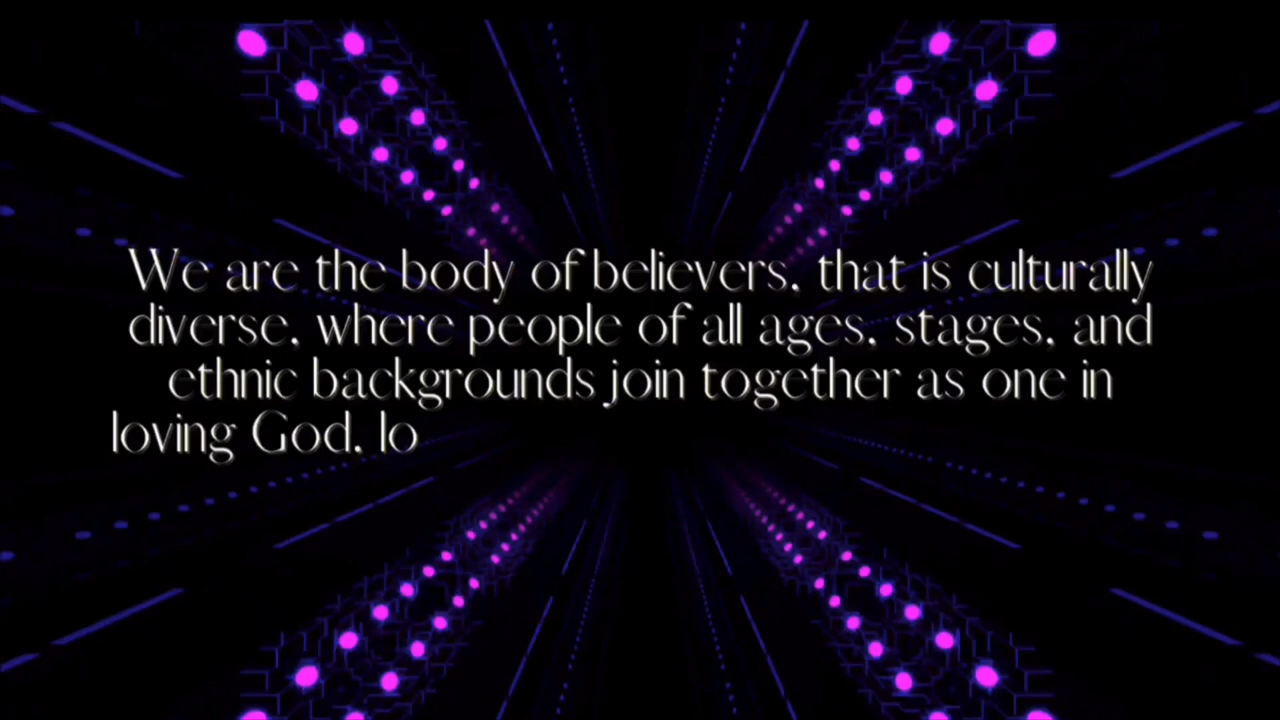 We are the body of believers, that is culturally
diverse, where people of all ages, stages, and
ethnic backgrounds join together as one in
loving God, lo